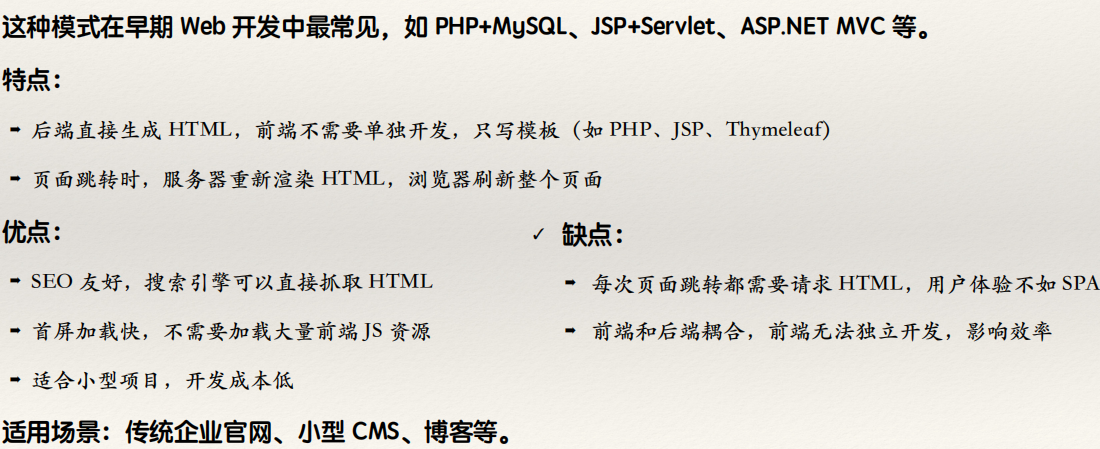 这种模式在早期 Web 开发中最常见，如 PHP+MySQL、JSP+Servlet、ASP.NET MVC 等。
特点：
➡ 后端直接生成 HTML，前端不需要单独开发，只写模板（如 PHP、JSP、Thymeleaf）
➡ 页面跳转时，服务器重新渲染 HTML，浏览器刷新整个页面
优点：
➡ SEO 友好，搜索引擎可以直接抓取 HTML
➡ 首屏加载快，不需要加载大量前端 JS 资源
➡ 适合小型项目，开发成本低
✓ 缺点：
➡ 每次页面跳转都需要请求 HTML，用户体验不如 SPA
➡ 前端和后端耦合，前端无法独立开发，影响效率
适用场景：传统企业官网、小型 CMS、博客等。